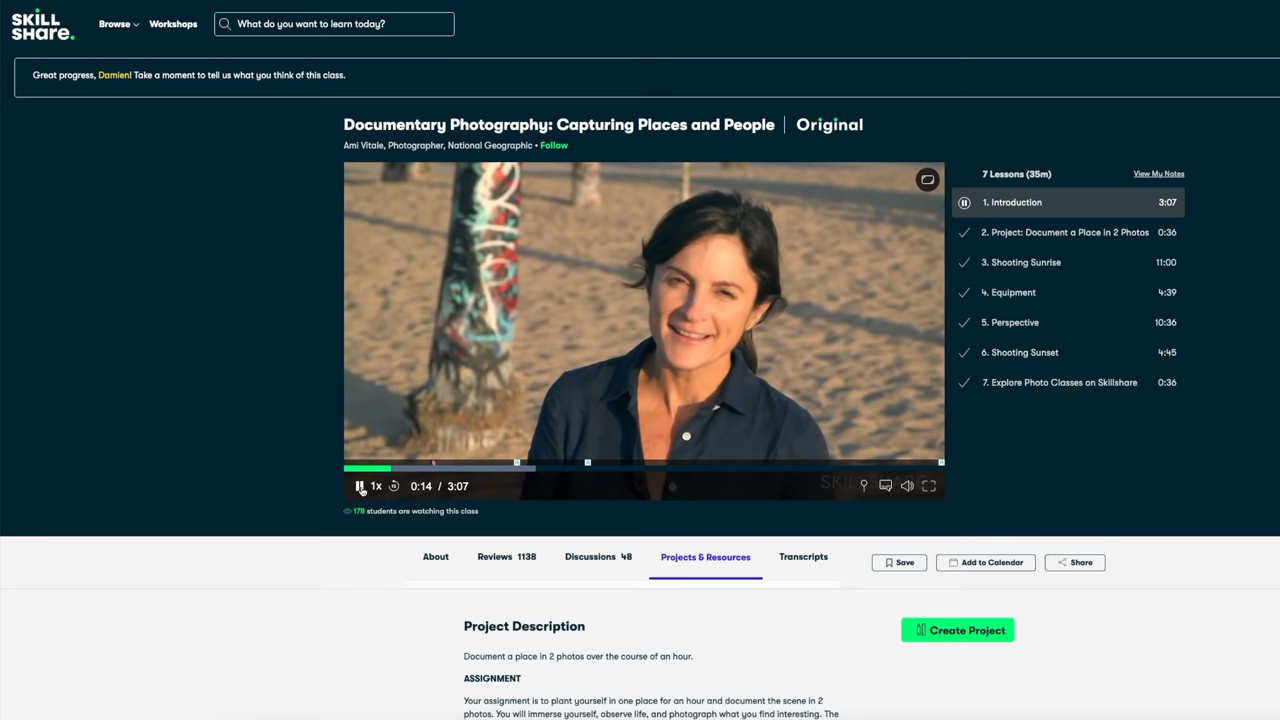 SKILL
SHARE.
Browse
Workshops
What do you want to learn today?
Great progress, Damien! Take a moment to tell us what you think of this class.
Documentary Photography: Capturing Places and People | Original
Ami Vitale, Photographer, National Geographic • Follow
7 Lessons (35m)
View My Notes
1. Introduction 3:07
2. Project: Document a Place in 2 Photos 0:36
3. Shooting Sunrise 11:00
4. Equipment 4:39
5. Perspective 10:36
6. Shooting Sunset 4:45
7. Explore Photo Classes on Skillshare 0:36
SKILLSHARE
1x 15 0:14 / 3:07
178 students are watching this class
About
Reviews 1138
Discussions 48
Projects & Resources
Transcripts
Save
Add to Calendar
Share
Project Description
Create Project
Document a place in 2 photos over the course of an hour.
ASSIGNMENT
Your assignment is to plant yourself in one place for an hour and document the scene in 2
photos. You will immerse yourself, observe life, and photograph what you find interesting. The